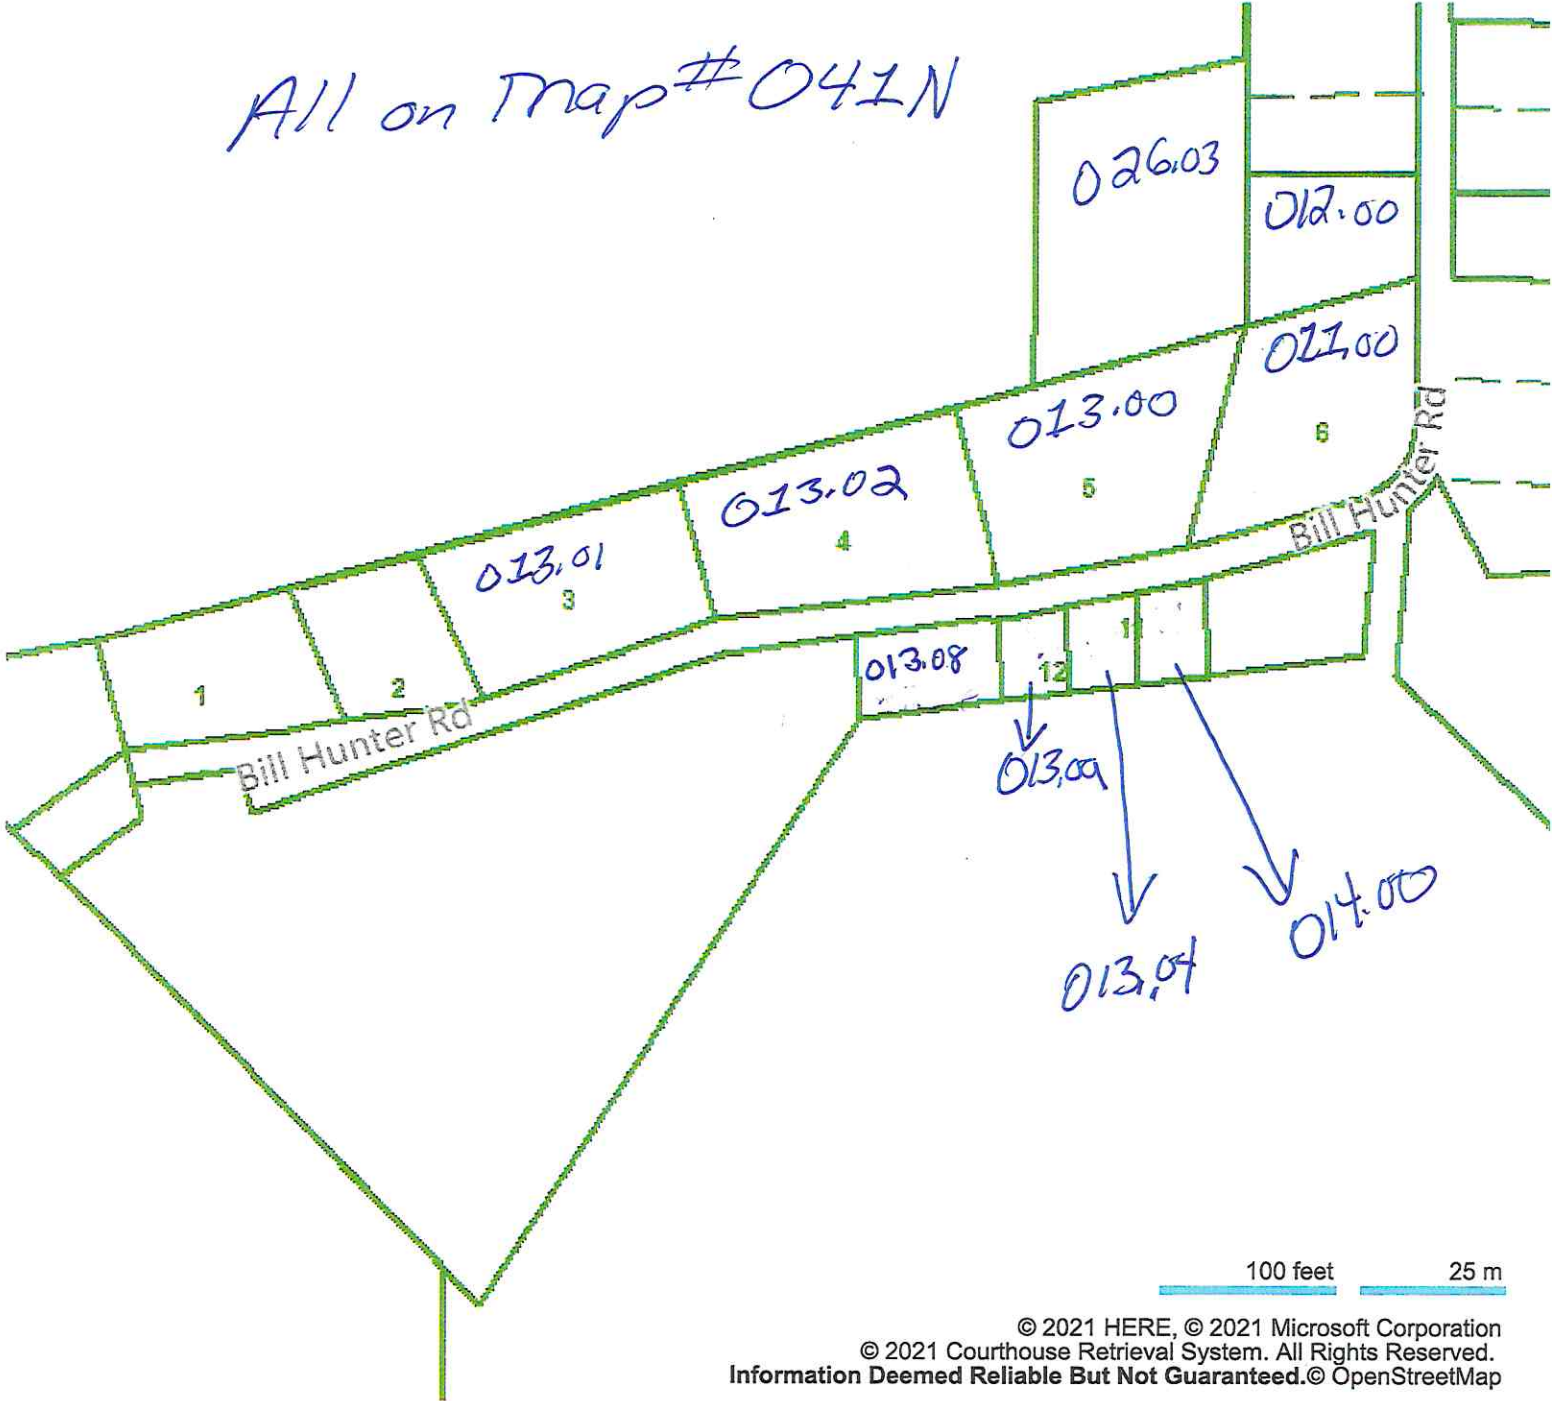 All on Map # 041N
026.03
012.00
011.00
013.00
6
013.02
5
4
013.01
3
Bill Hunter Rd
1
2
Bill Hunter Rd
013.08
12
11
013.09
013.04
014.00
100 feet
25 m
© 2021 HERE, © 2021 Microsoft Corporation
© 2021 Courthouse Retrieval System. All Rights Reserved.
Information Deemed Reliable But Not Guaranteed.© OpenStreetMap